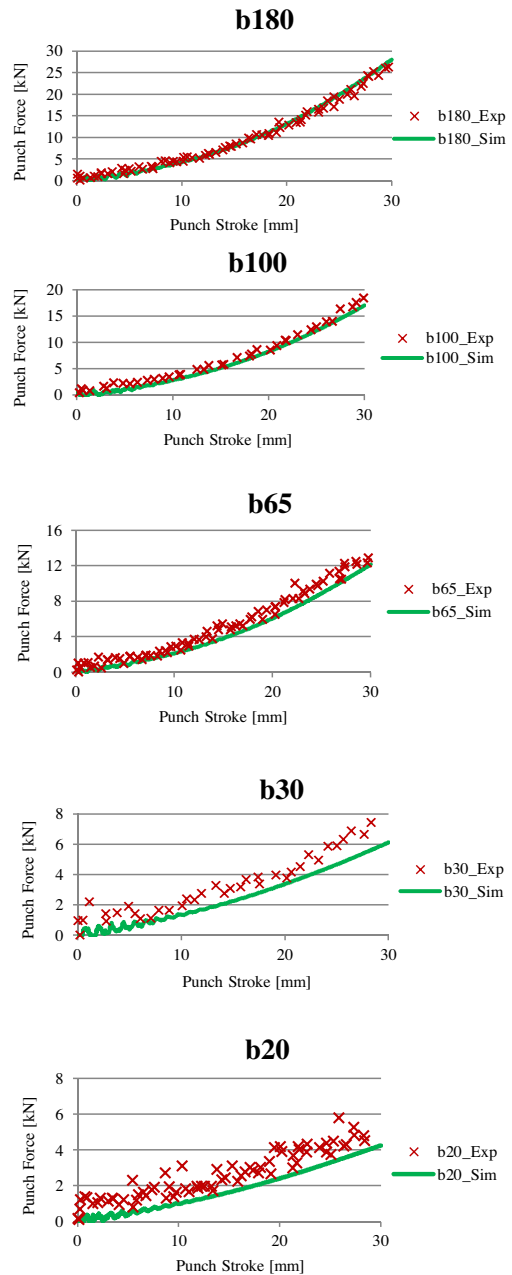 b180
Punch Force [kN]
30
25
20
15
10
5
0
0 10 20 30
Punch Stroke [mm]
b180_Exp
b180_Sim
b100
Punch Force [kN]
20
15
10
5
0
0 10 20 30
Punch Stroke [mm]
b100_Exp
b100_Sim
b65
Punch Force [kN]
16
12
8
4
0
0 10 20 30
Punch Stroke [mm]
b65_Exp
b65_Sim
b30
Punch Force [kN]
8
6
4
2
0
0 10 20 30
Punch Stroke [mm]
b30_Exp
b30_Sim
b20
Punch Force [kN]
8
6
4
2
0
0 10 20 30
Punch Stroke [mm]
b20_Exp
b20_Sim